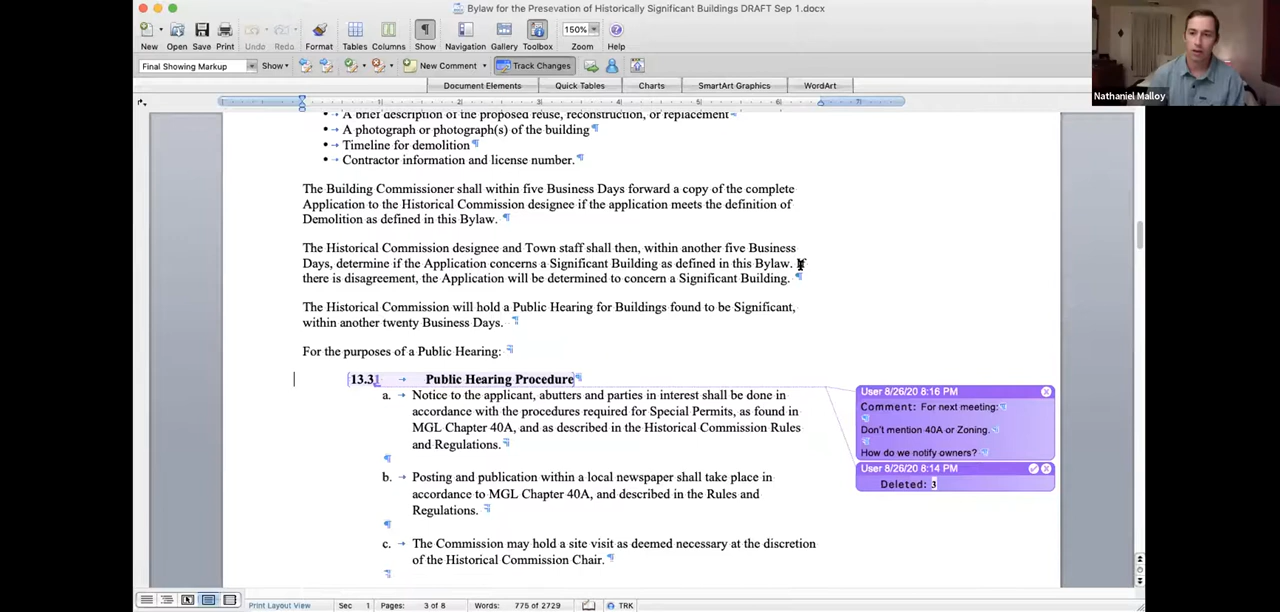 Bylaw for the Presevation of Historically Significant Buildings DRAFT Sep 1.docx
New Open Save Print Undo Redo Format Tables Columns Show Navigation Gallery Toolbox Zoom Help
150%
Final Showing Markup Show New Comment Track Changes
Document Elements Quick Tables Charts SmartArt Graphics WordArt
Nathaniel Malloy
• A brief description of the proposed reuse, reconstruction, or replacement
• A photograph or photograph(s) of the building
• Timeline for demolition
• Contractor information and license number.
The Building Commissioner shall within five Business Days forward a copy of the complete
Application to the Historical Commission designee if the application meets the definition of
Demolition as defined in this Bylaw.
The Historical Commission designee and Town staff shall then, within another five Business
Days, determine if the Application concerns a Significant Building as defined in this Bylaw. If
there is disagreement, the Application will be determined to concern a Significant Building.
The Historical Commission will hold a Public Hearing for Buildings found to be Significant,
within another twenty Business Days.
For the purposes of a Public Hearing:
13.31 Public Hearing Procedure
a. Notice to the applicant, abutters and parties in interest shall be done in
accordance with the procedures required for Special Permits, as found in
MGL Chapter 40A, and as described in the Historical Commission Rules
and Regulations.
b. Posting and publication within a local newspaper shall take place in
accordance to MGL Chapter 40A, and described in the Rules and
Regulations.
c. The Commission may hold a site visit as deemed necessary at the discretion
of the Historical Commission Chair.
User 8/26/20 8:16 PM
Comment: For next meeting:
Don't mention 40A or Zoning.
How do we notify owners?
User 8/26/20 8:14 PM
Deleted: 3
Print Layout View Sec 1 Pages: 3 of 8 Words: 775 of 2729 TRK